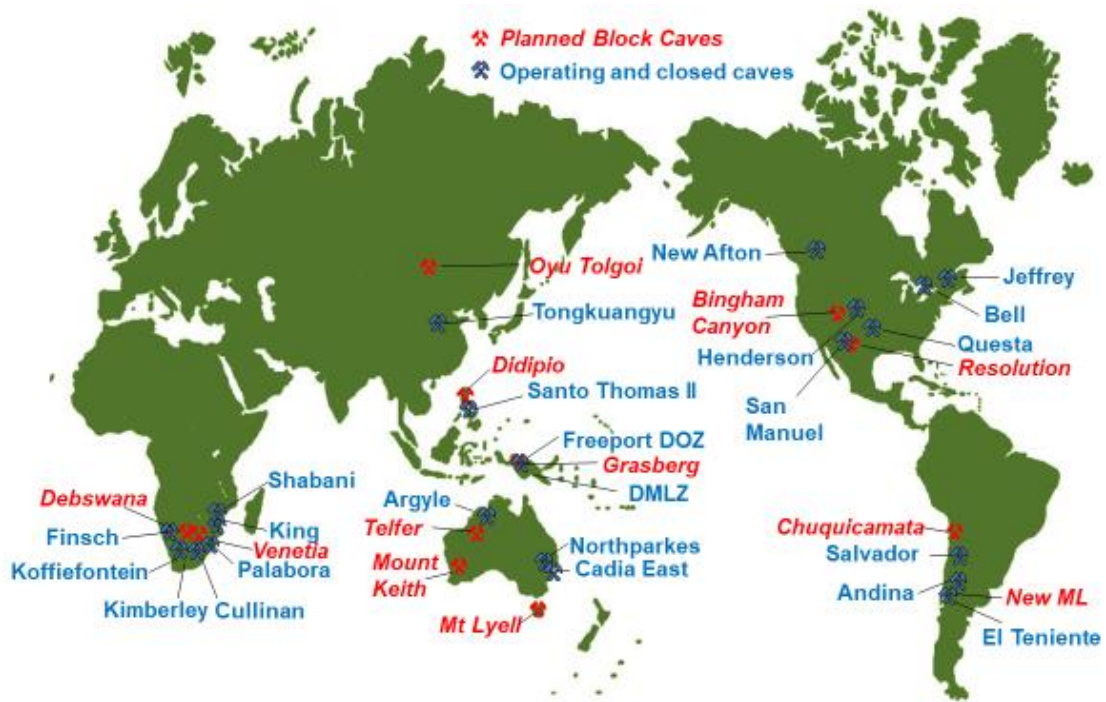 Planned Block Caves
Operating and closed caves
New Afton
Oyu Tolgoi
Jeffrey
Bingham
Canyon
Tongkuangyu
Bell
Henderson
Questa
Didipio
Resolution
Santo Thomas II
San
Manuel
Freeport DOZ
Grasberg
Shabani
DMLZ
Debswana
Argyle
King
Chuquicamata
Finsch
Telfer
Venetia
Northparkes
Salvador
Koffiefontein
Palabora
Mount
Keith
Cadia East
Andina
New ML
Kimberley
Cullinan
Mt Lyell
El Teniente